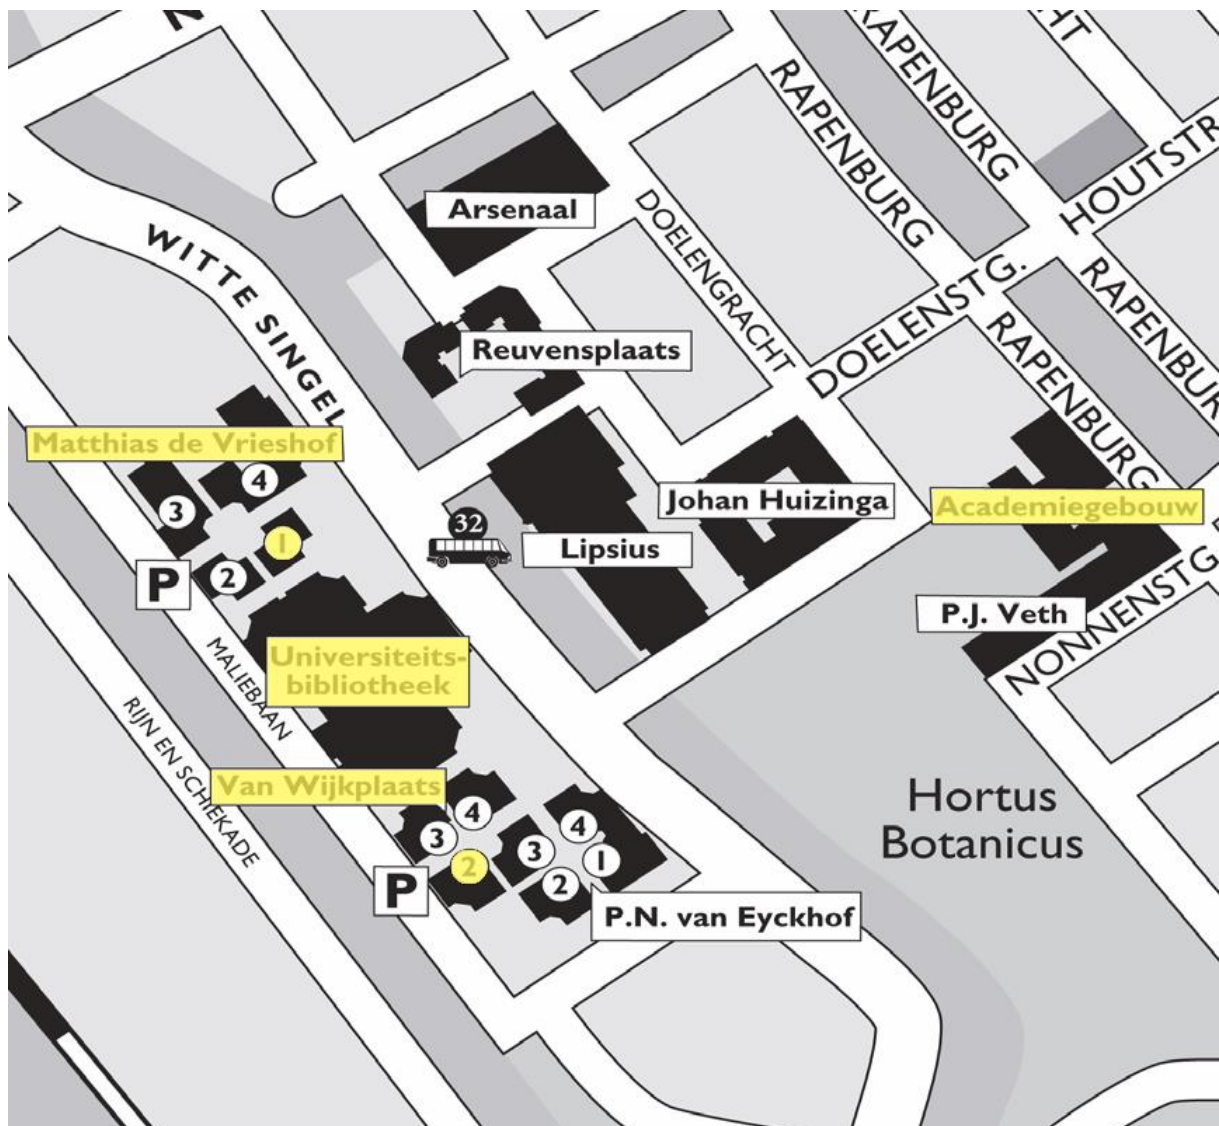 RAPENBURG
RAPENBURG
HOUTSTR
Arsenaal
DOELENGRACHT
WITTE SINGEL
DOELENSTG.
RAPENBURG
RAPENBUR
Reuvensplaats
Matthias de Vrieshof
4
3
1
2
P
32
Lipsius
Johan Huizinga
Academiegebouw
P.J. Veth
NONNENSTG.
Universiteits-
bibliotheek
MALIEBAAN
RIJN EN SCHIEKADE
Van Wijkplaats
4
3
2
4
3
1
2
P
P.N. van Eyckhof
Hortus
Botanicus